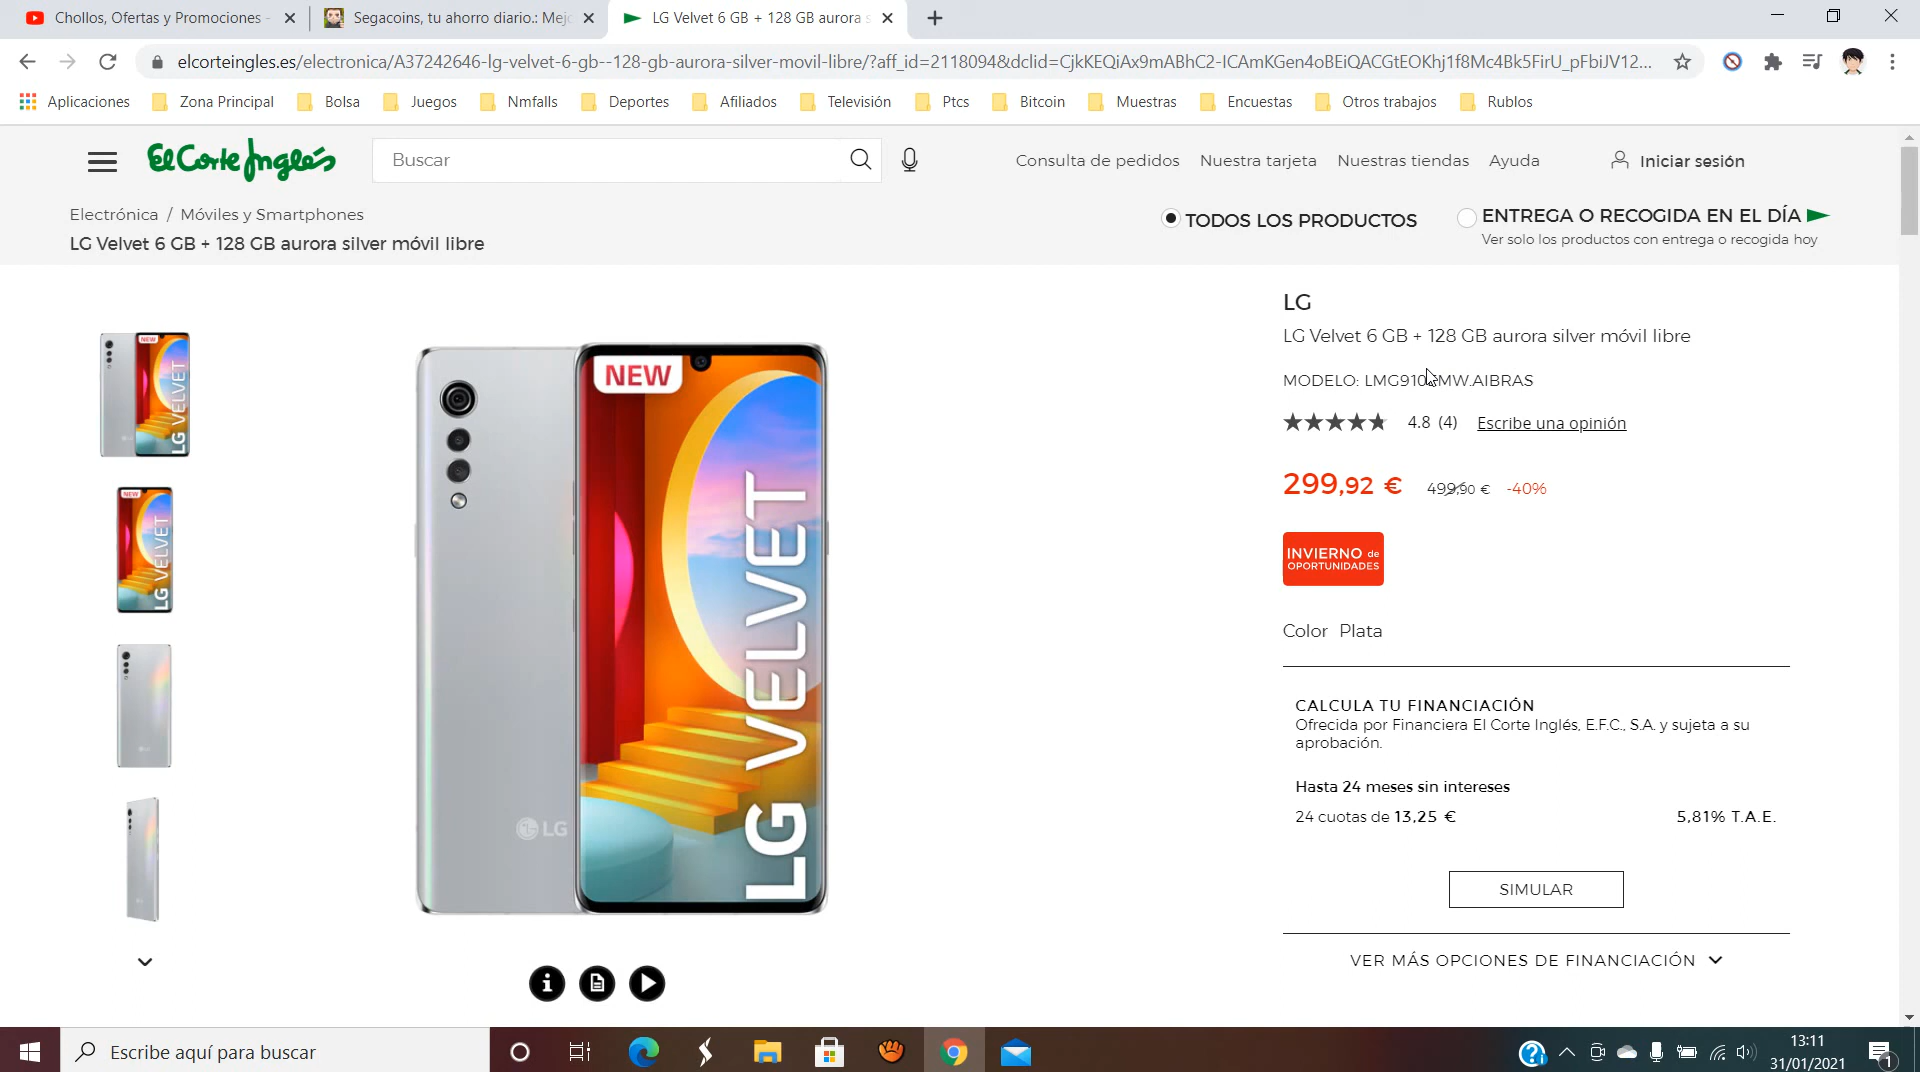 Chollos, Ofertas y Promociones -
Segacoins, tu ahorro diario.: Mejo
LG Velvet 6 GB + 128 GB aurora s
elcorteingles.es/electronica/A37242646-lg-velvet-6-gb--128-gb-aurora-silver-movil-libre/?aff_id=2118094&dclid=CjkKEQiAx9mABhC2-ICAmKGen4oBEiQACGtEOKhj1f8Mc4Bk5FirU_pFbiJV12...
Aplicaciones Zona Principal Bolsa Juegos Nmfalls Deportes Afiliados Televisión Ptcs Bitcoin Muestras Encuestas Otros trabajos Rublos
El Corte Inglés
Buscar
Consulta de pedidos Nuestra tarjeta Nuestras tiendas Ayuda Iniciar sesión
Electrónica / Móviles y Smartphones
LG Velvet 6 GB + 128 GB aurora silver móvil libre
TODOS LOS PRODUCTOS
ENTREGA O RECOGIDA EN EL DÍA
Ver solo los productos con entrega o recogida hoy
NEW
LG VELVET
NEW
LG VELVET
NEW
LG VELVET
LG
LG
LG Velvet 6 GB + 128 GB aurora silver móvil libre
MODELO:
4.8 (4) Escribe una opinión
299,92 € 499,90 € -40%
INVIERNO de
OPORTUNIDADES
Color Plata
CALCULA TU FINANCIACIÓN
Ofrecida por Financiera El Corte Inglés, E.F.C., S.A. y sujeta a su
aprobación.
Hasta 24 meses sin intereses
24 cuotas de 13,25 € 5,81% T.A.E.
SIMULAR
VER MÁS OPCIONES DE FINANCIACIÓN
Escribe aquí para buscar
13:11
31/01/2021
1